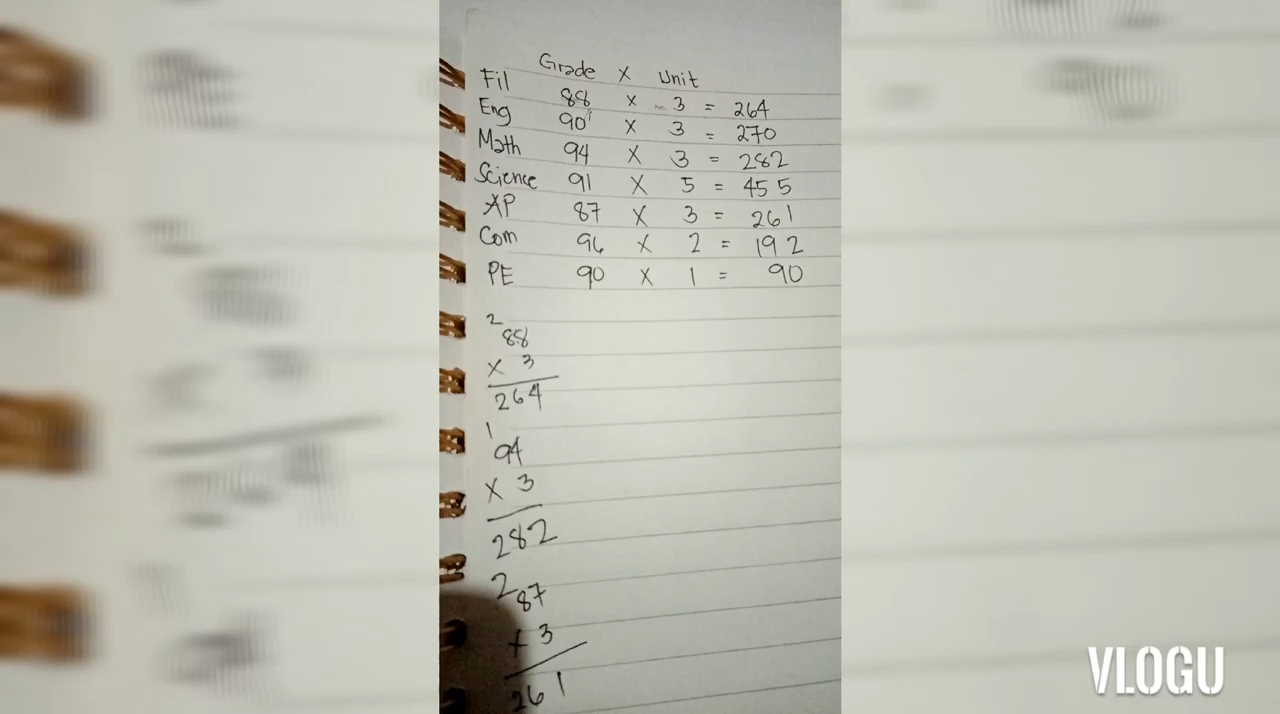 Grade X Unit
Fil 88 X 3 = 264
Eng 90 X 3 = 270
Math 94 X 3 = 282
Science 91 X 5 = 455
AP 87 X 3 = 261
Com 96 X 2 = 192
PE 90 X 1 = 90
2
88
X 3
264
1
94
X 3
282
2
87
X 3
261
VLOGU